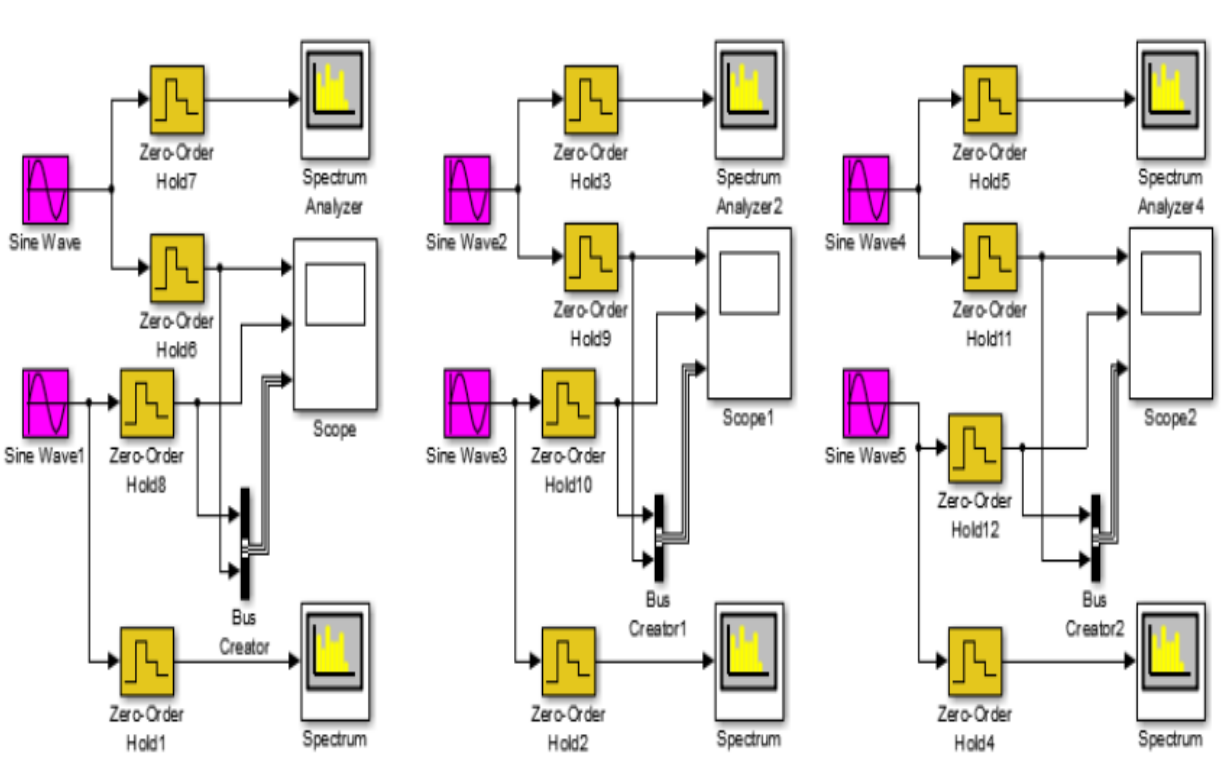 Zero-Order
Hold7
Spectrum
Analyzer
Sine Wave
Zero-Order
Hold6
Scope
Sine Wave1
Zero-Order
Hold8
Bus
Creator
Zero-Order
Hold1
Spectrum
Zero-Order
Hold3
Spectrum
Analyzer2
Sine Wave2
Zero-Order
Hold9
Scope1
Sine Wave3
Zero-Order
Hold10
Bus
Creator1
Zero-Order
Hold2
Spectrum
Zero-Order
Hold5
Spectrum
Analyzer4
Sine Wave4
Zero-Order
Hold11
Scope2
Sine Wave5
Zero-Order
Hold12
Bus
Creator2
Zero-Order
Hold4
Spectrum